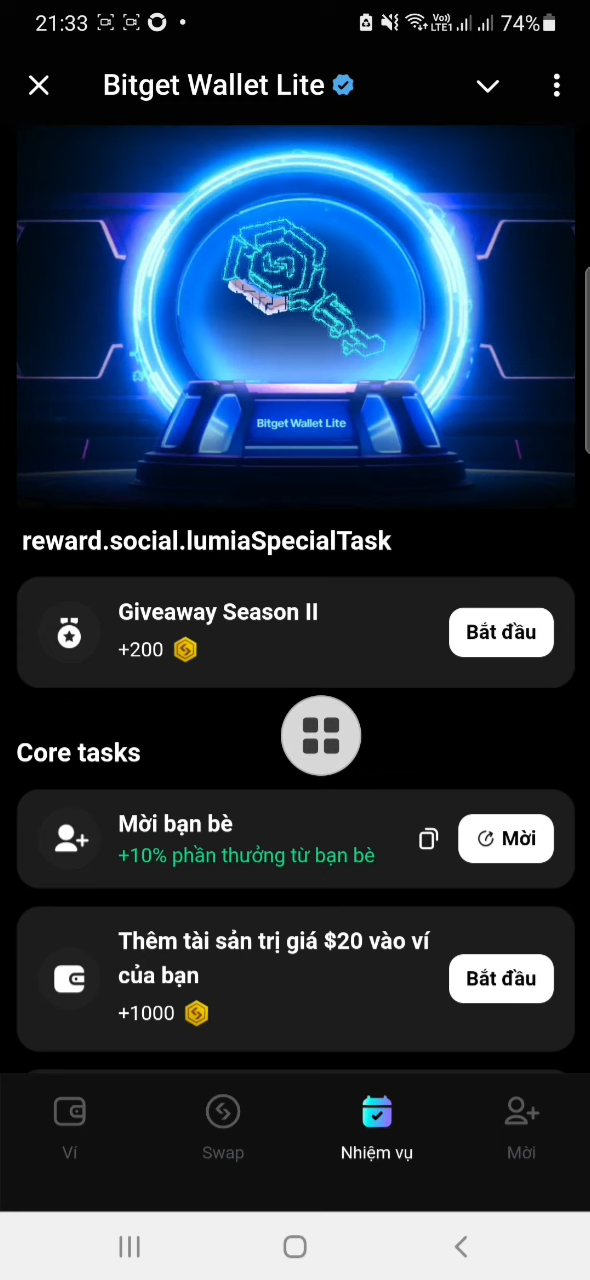 21:33
Vo))
LTE1
74%
Bitget Wallet Lite
Bitget Wallet Lite
reward.social.lumiaSpecialTask
Giveaway Season II
+200
Bắt đầu
Core tasks
Mời bạn bè
+10% phần thưởng từ bạn bè
Mời
Thêm tài sản trị giá $20 vào ví
của bạn
+1000
Bắt đầu
Ví
Swap
Nhiệm vụ
Mời